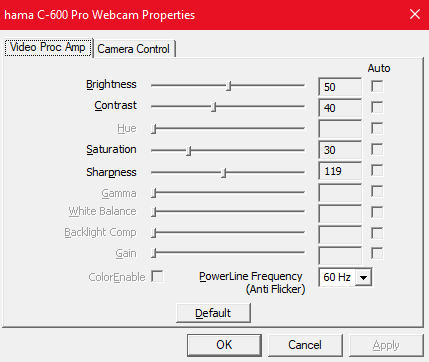 hama C-600 Pro Webcam Properties
Video Proc Amp Camera Control
Auto
Brightness 50
Contrast 40
Hue
Saturation 30
Sharpness 119
Gamma
White Balance
Backlight Comp
Gain
ColorEnable PowerLine Frequency 60 Hz
(Anti Flicker)
Default
OK Cancel Apply